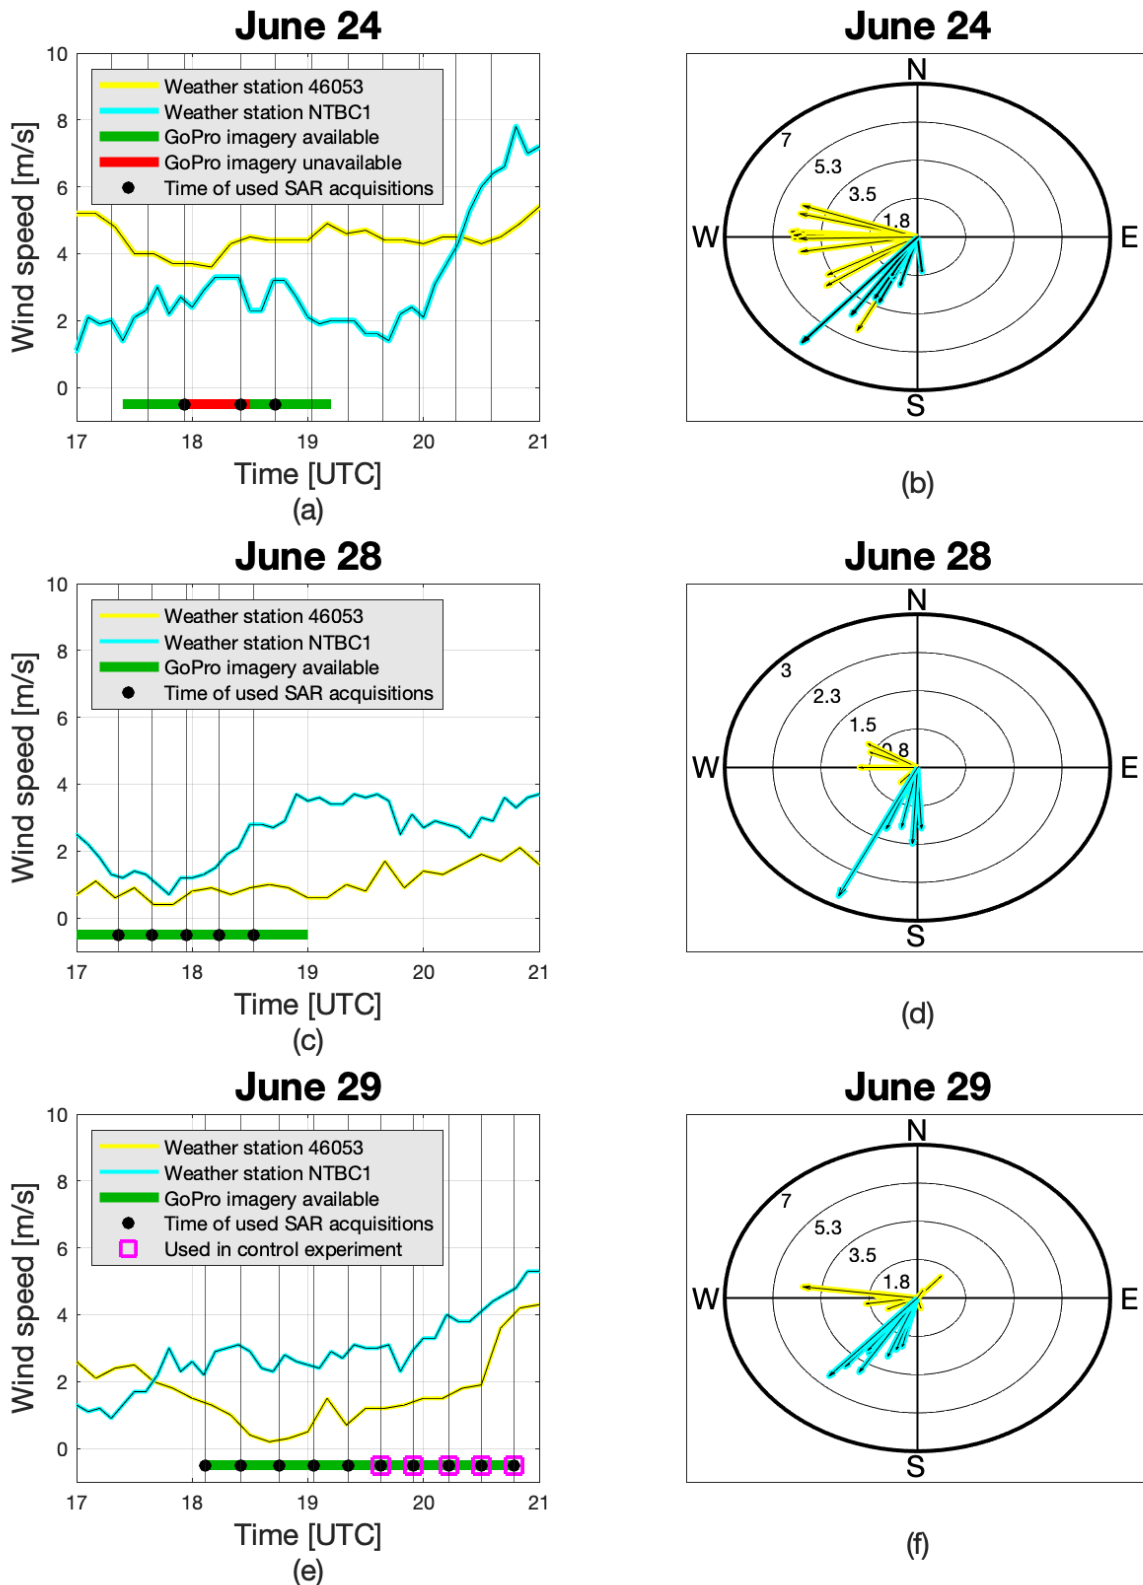 June 24
10
8
6
4
2
0
Wind speed [m/s]
Weather station 46053
Weather station NTBC1
GoPro imagery available
GoPro imagery unavailable
Time of used SAR acquisitions
17 18 19 20 21
Time [UTC]
(a)
June 24
N
7
5.3
3.5
1.8
W E
S
(b)
June 28
10
8
6
4
2
0
Wind speed [m/s]
Weather station 46053
Weather station NTBC1
GoPro imagery available
Time of used SAR acquisitions
17 18 19 20 21
Time [UTC]
(c)
June 28
N
3
2.3
1.5
0.8
W E
S
(d)
June 29
10
8
6
4
2
0
Wind speed [m/s]
Weather station 46053
Weather station NTBC1
GoPro imagery available
Time of used SAR acquisitions
Used in control experiment
17 18 19 20 21
Time [UTC]
(e)
June 29
N
7
5.3
3.5
1.8
W E
S
(f)